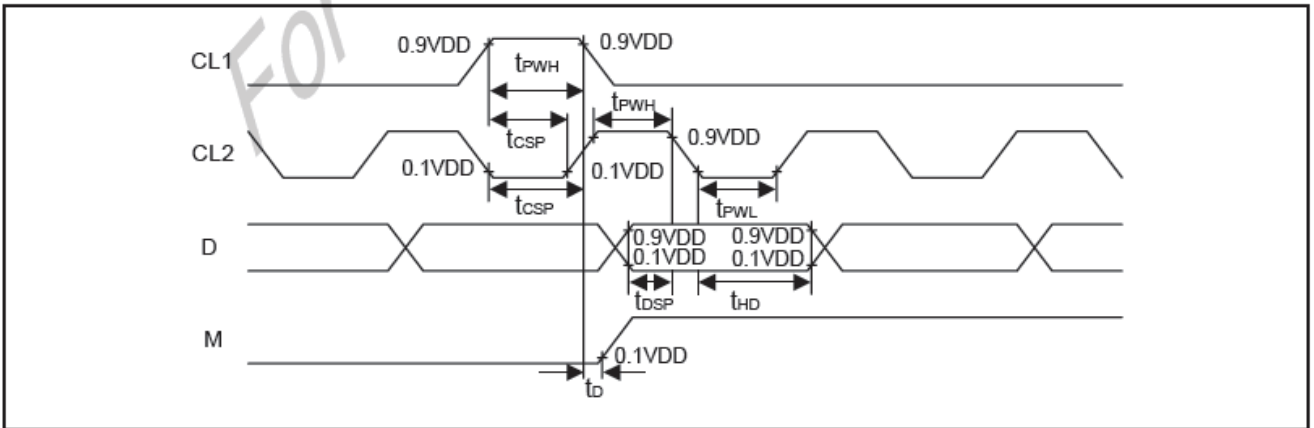 For
CL1
0.9VDD
0.9VDD
tPWH
tPWH
tCSP
CL2
0.9VDD
0.1VDD
0.1VDD
tCSP
tPWL
D
0.9VDD
0.9VDD
0.1VDD
0.1VDD
tDSP
tHD
M
0.1VDD
tD